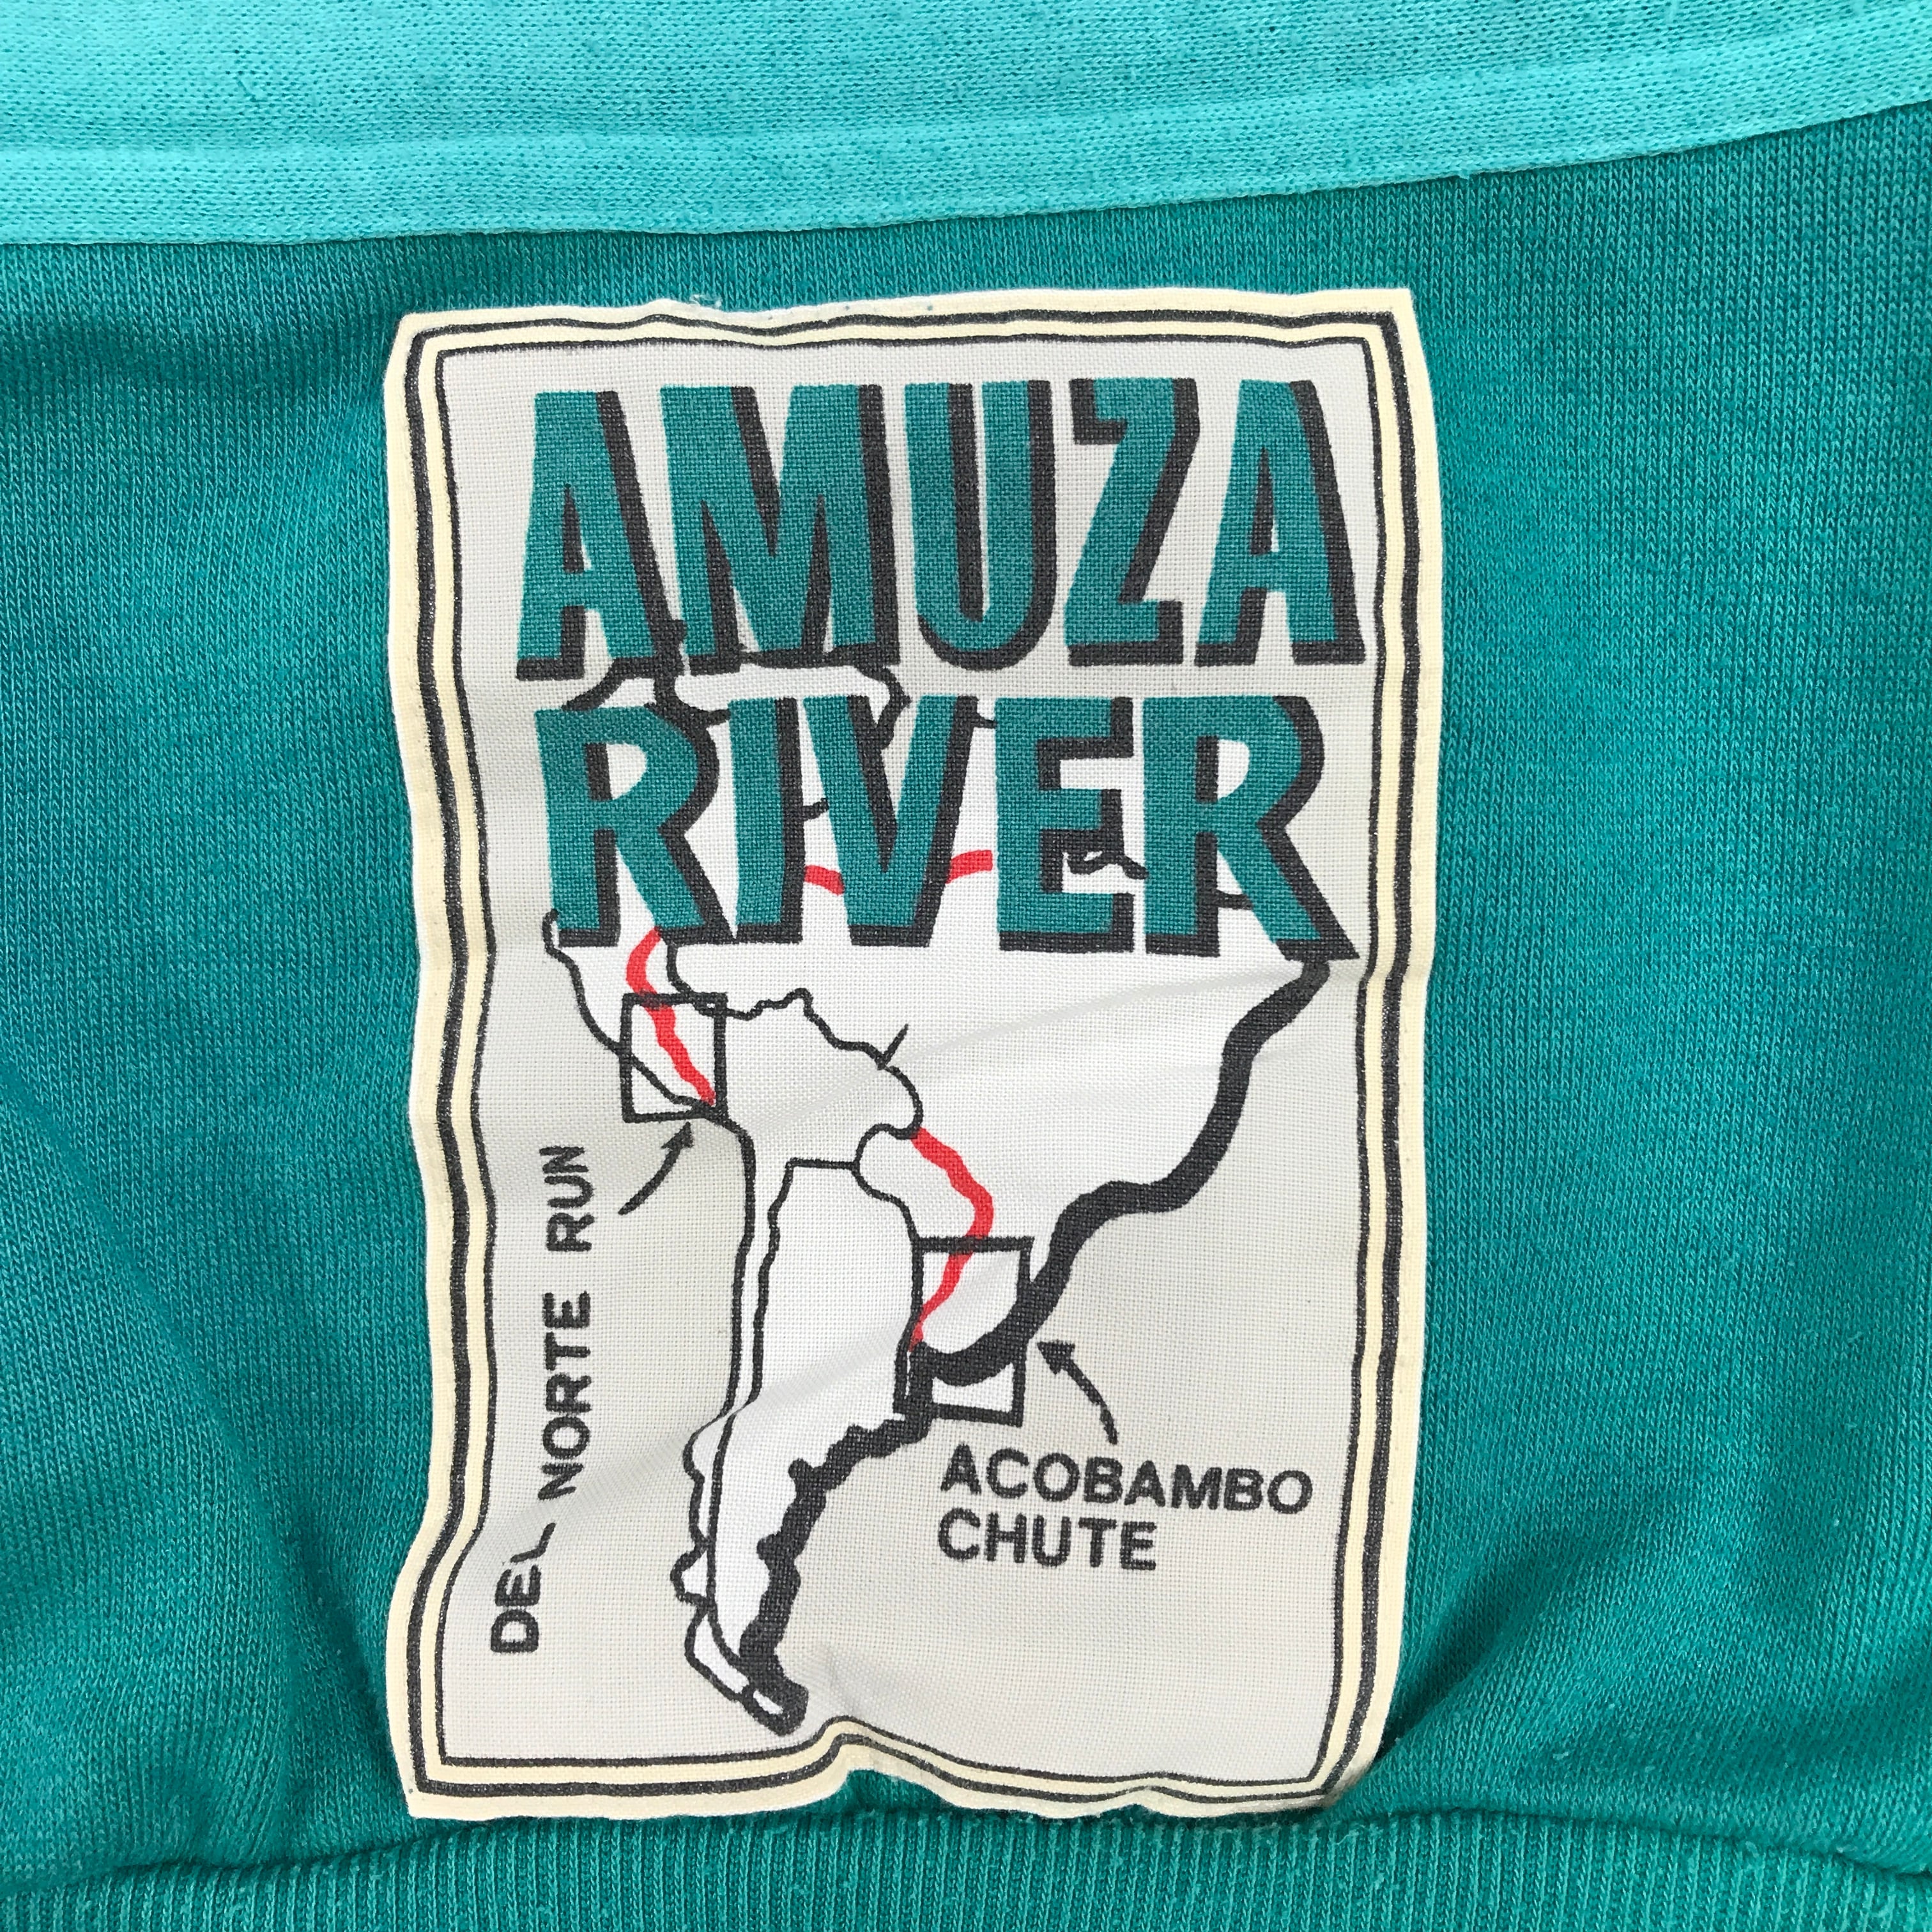 AMUZA
RIVER
DEL NORTE RUN
ACOBAMBO
CHUTE